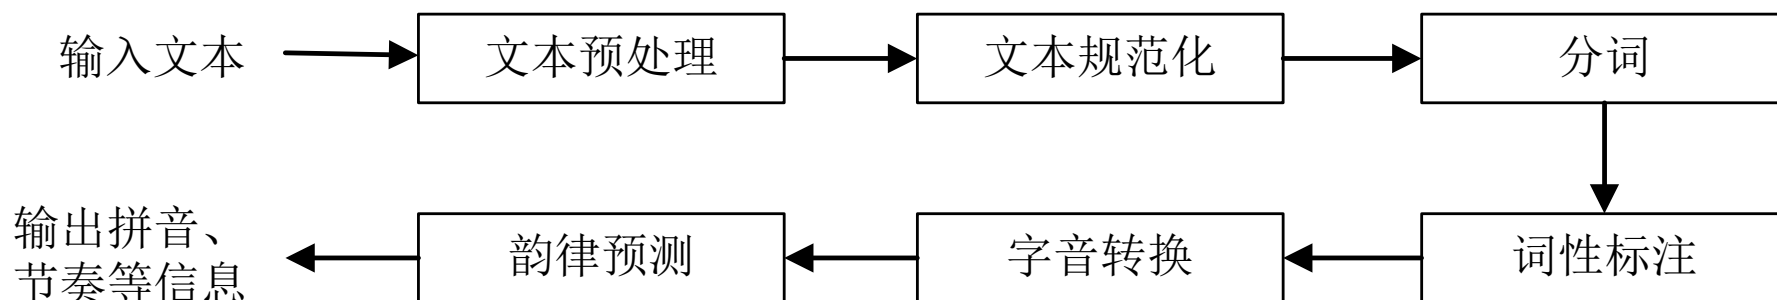 输入文本
文本预处理
文本规范化
分词
词性标注
字音转换
韵律预测
输出拼音、
节奏等信息